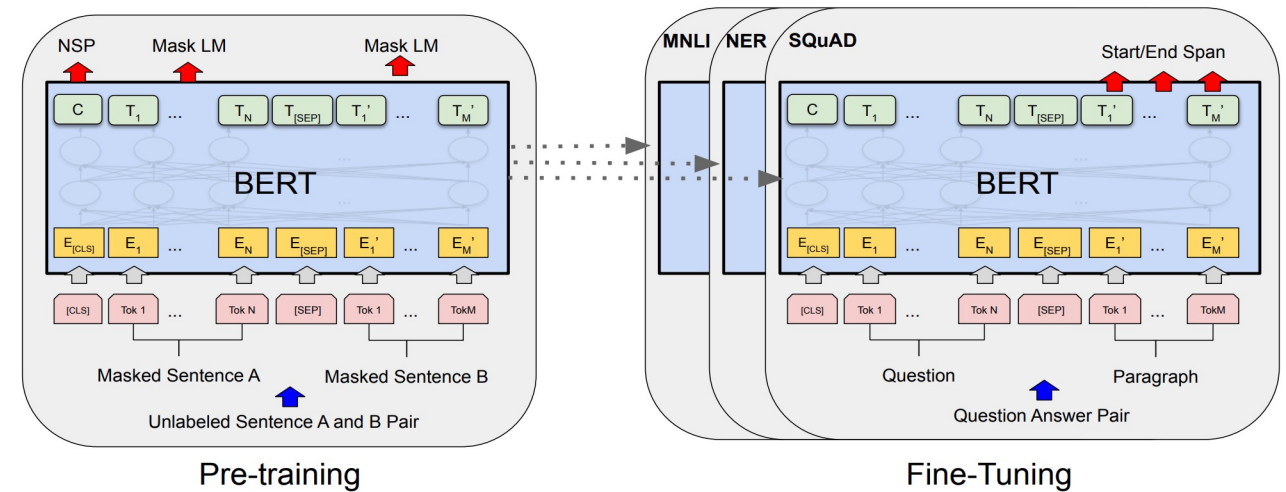 NSP Mask LM Mask LM
C T1 ... TN T[SEP] T1' ... TM'
...
...
BERT
E[CLS] E1 ... EN E[SEP] E1' ... EM'
[CLS] Tok 1 ... Tok N [SEP] Tok 1 ... TokM
Masked Sentence A Masked Sentence B
Unlabeled Sentence A and B Pair
Pre-training
MNLI NER SQuAD
Start/End Span
C T1 ... TN T[SEP] T1' ... TM'
...
...
BERT
E[CLS] E1 ... EN E[SEP] E1' ... EM'
[CLS] Tok 1 ... Tok N [SEP] Tok 1 ... TokM
Question Paragraph
Question Answer Pair
Fine-Tuning